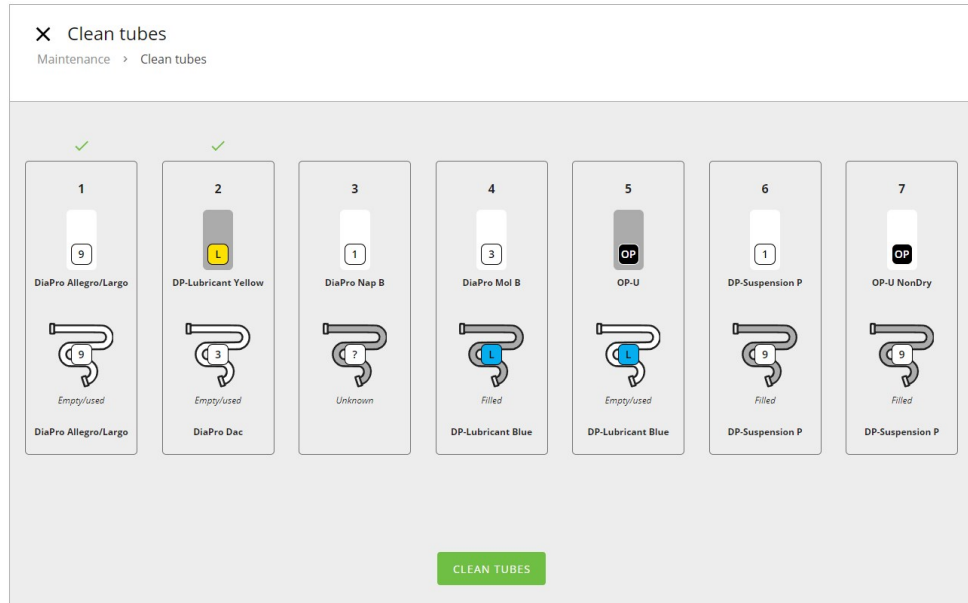 Clean tubes
Maintenance > Clean tubes
1 2 3 4 5 6 7
9 L 1 3 OP 1 OP
DiaPro Allegro/Largo DP-Lubricant Yellow DiaPro Nap B DiaPro Mol B OP-U DP-Suspension P OP-U NonDry
9 3 ? L L 9 9
Empty/used Empty/used Unknown Filled Empty/used Filled Filled
DiaPro Allegro/Largo DiaPro Dac DP-Lubricant Blue DP-Lubricant Blue DP-Suspension P DP-Suspension P
CLEAN TUBES